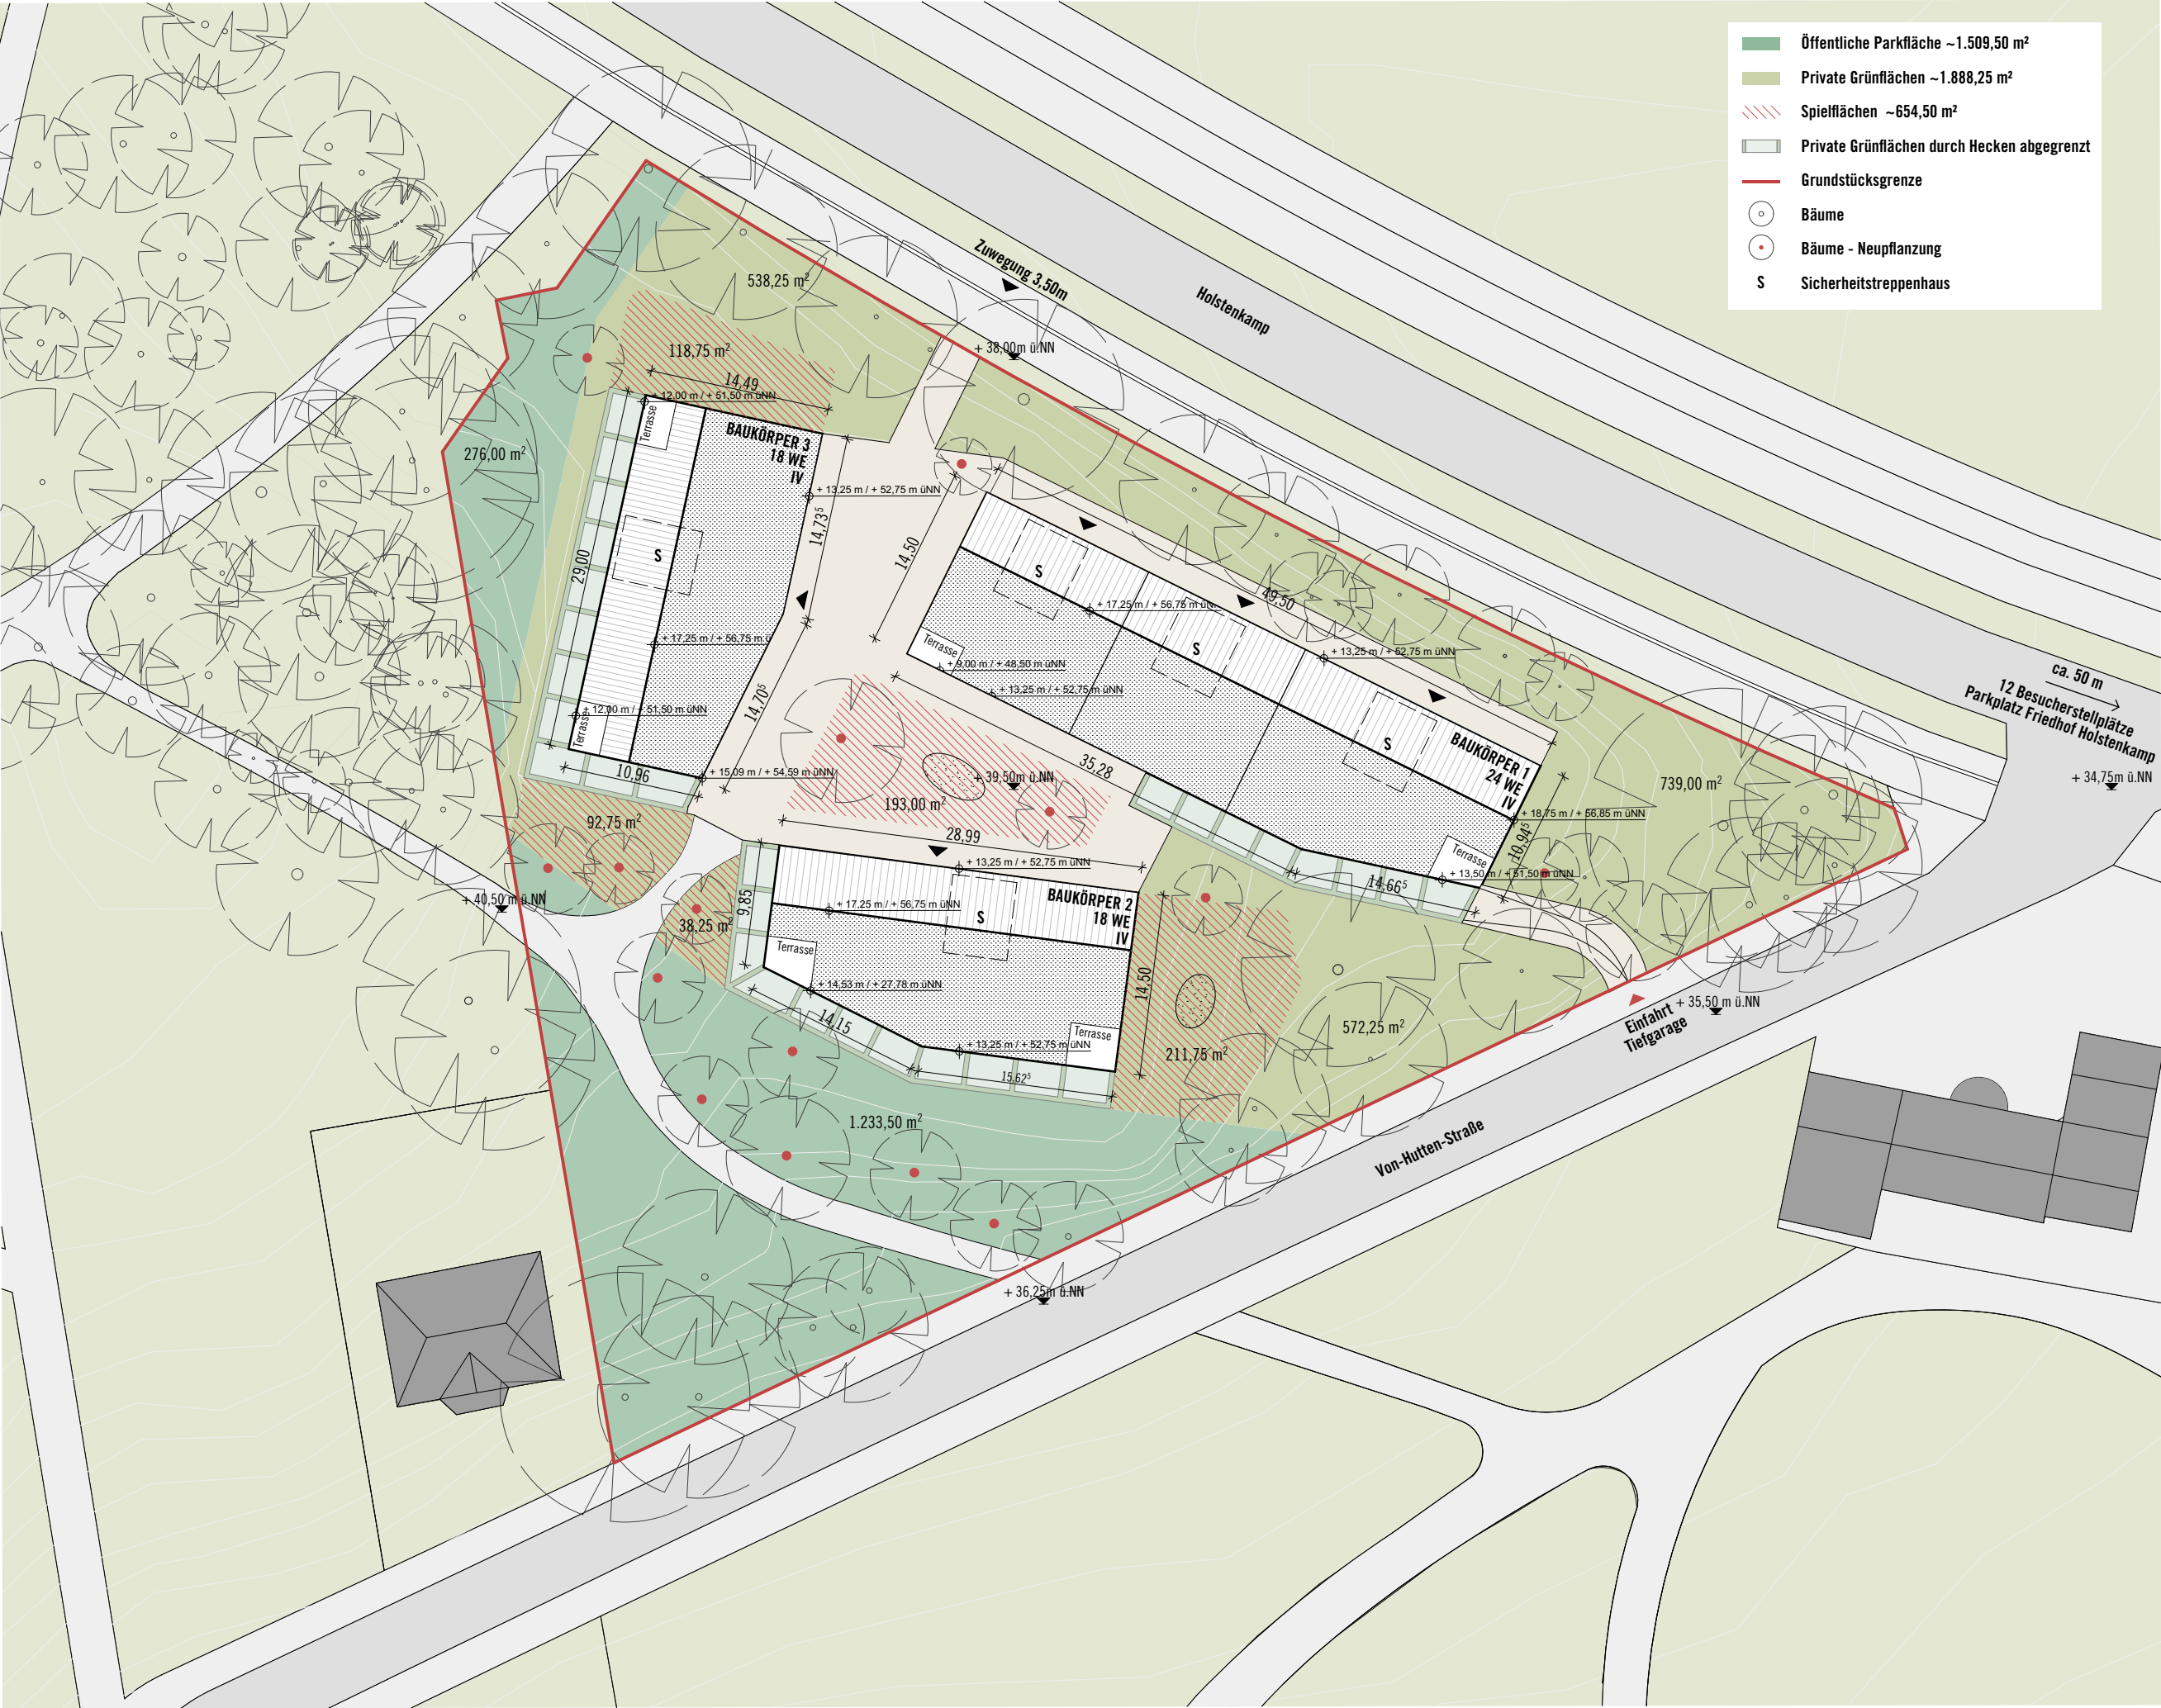 Öffentliche Parkfläche ~1.509,50 m²
Private Grünflächen ~1.888,25 m²
Spielflächen ~654,50 m²
Private Grünflächen durch Hecken abgegrenzt
Grundstücksgrenze
Bäume
Bäume - Neupflanzung
S Sicherheitstreppenhaus
Zuwegung 3,50m
Holstenkamp
+ 38,00m ü.NN
538,25 m²
118,75 m²
14,49
+ 12,00 m / + 51,50 m üNN
Terrasse
BAUKÖRPER 3
18 WE
IV
276,00 m²
+ 13,25 m / + 52,75 m üNN
14,73⁵
14,50
29,00
S
+ 17,25 m / + 56,75 m ü
14,70⁵
+ 12,00 m / + 51,50 m üNN
Terrasse
10,96
+ 15,09 m / + 54,59 m üNN
S
+ 17,25 m / + 56,75 m üNN
49,50
S
+ 13,25 m / + 52,75 m üNN
Terrasse
+ 9,00 m / + 48,50 m üNN
+ 13,25 m / + 52,75 m üNN
S
BAUKÖRPER 1
24 WE
IV
35,28
+ 39,50m ü.NN
193,00 m²
739,00 m²
+ 18,75 m / + 56,85 m üNN
10,94⁵
Terrasse
+ 13,50 m / + 51,50 m üNN
14,66⁵
ca. 50 m
12 Besucherstellplätze
Parkplatz Friedhof Holstenkamp
+ 34,75m ü.NN
92,75 m²
28,99
+ 13,25 m / + 52,75 m üNN
+ 40,50 m ü.NN
38,25 m²
9,85
+ 17,25 m / + 56,75 m üNN
S
BAUKÖRPER 2
18 WE
IV
Terrasse
+ 14,53 m / + 27,78 m üNN
14,15
14,50
Terrasse
+ 13,25 m / + 52,75 m üNN
15,62⁵
211,75 m²
572,25 m²
+ 35,50 m ü.NN
Einfahrt
Tiefgarage
1.233,50 m²
Von-Hutten-Straße
+ 36,25m ü.NN